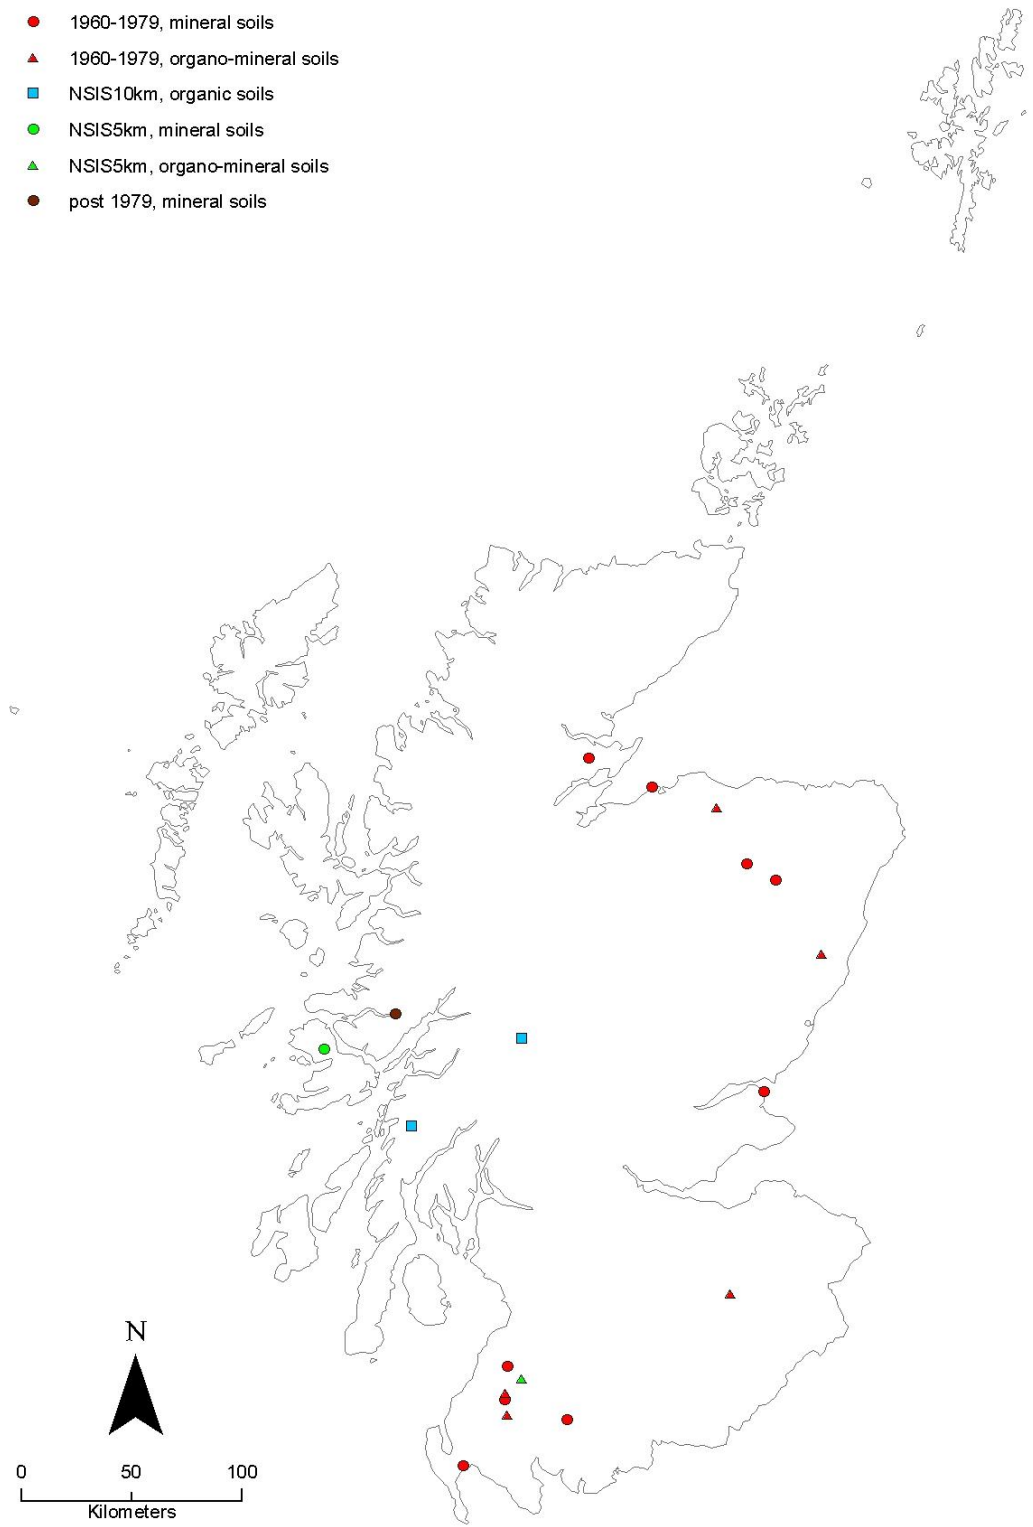 1960-1979, mineral soils
1960-1979, organo-mineral soils
NSIS10km, organic soils
NSIS5km, mineral soils
NSIS5km, organo-mineral soils
post 1979, mineral soils
N
0 50 100
Kilometers